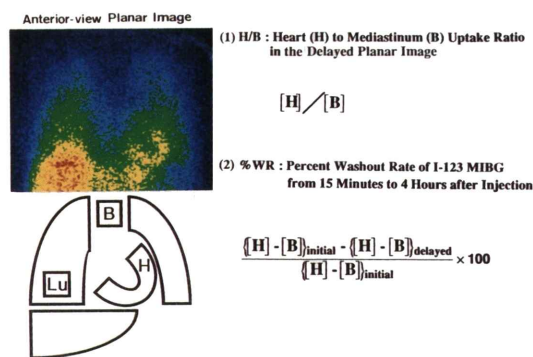 Anterior-view Planar Image
(1) H/B : Heart (H) to Mediastinum (B) Uptake Ratio
in the Delayed Planar Image
[H]/[B]
(2) %WR : Percent Washout Rate of I-123 MIBG
from 15 Minutes to 4 Hours after Injection
{[H] -[B]}initial - {[H] -[B]}delayed
{[H] -[B]}initial
× 100
B
H
Lu